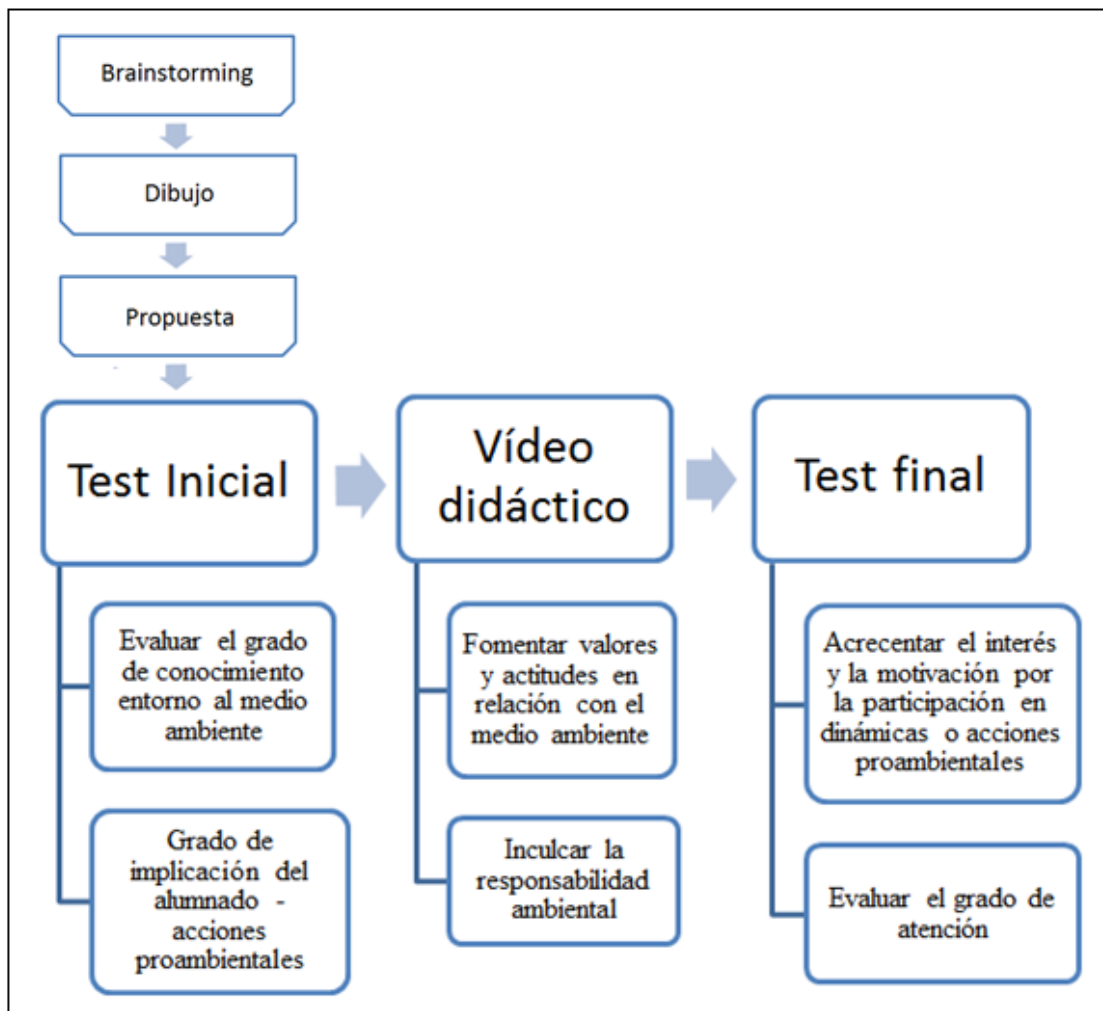 Brainstorming
Dibujo
Propuesta
Test Inicial
Vídeo
didáctico
Test final
Evaluar el grado
de conocimiento
entorno al medio
ambiente
Grado de
implicación del
alumnado -
acciones
proambientales
Fomentar valores
y actitudes en
relación con el
medio ambiente
Inculcar la
responsabilidad
ambiental
Acrecentar el interés
y la motivación por
la participación en
dinámicas o acciones
proambientales
Evaluar el grado de
atención